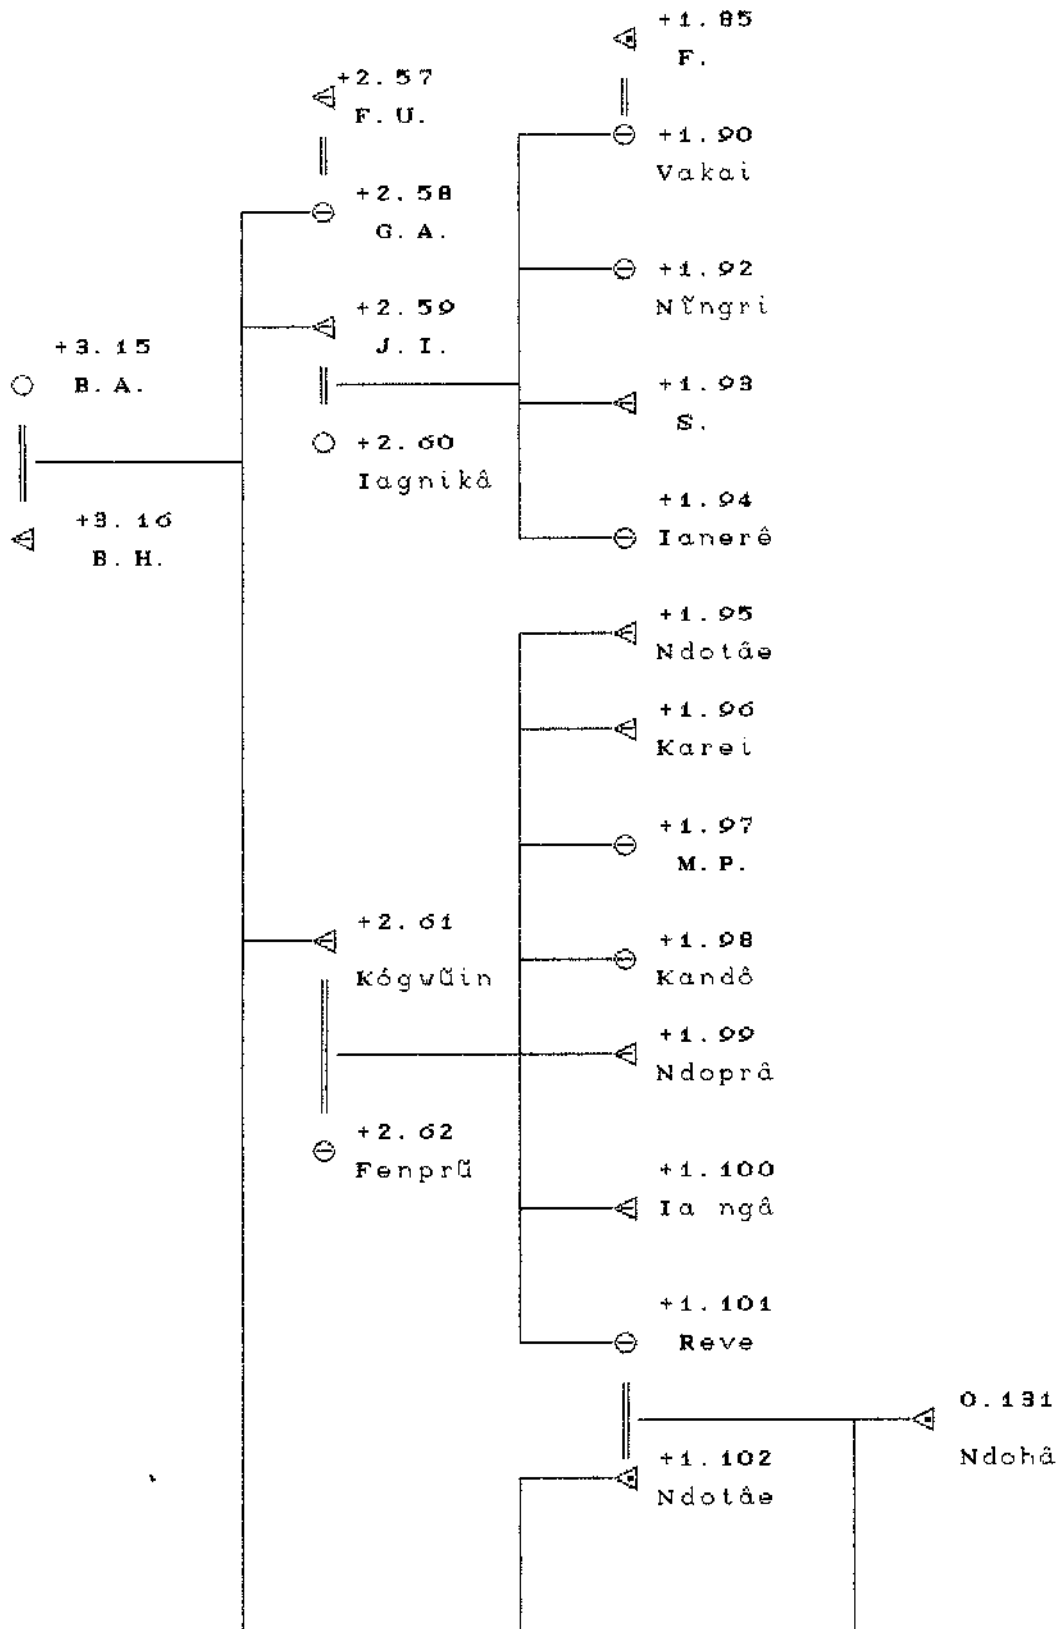 +1.85
F.
+2.57
F.U.
+1.90
Vakai
+2.58
G.A.
+1.92
Nĩngri
+2.59
J.I.
+3.15
B.A.
+1.93
S.
+2.60
Iagnikâ
+1.94
Ianerê
+3.16
B.H.
+1.95
Ndotâe
+1.96
Karei
+1.97
M.P.
+2.61
Kógwũin
+1.98
Kandô
+1.99
Ndoprâ
+2.62
Fenprũ
+1.100
Ia ngâ
+1.101
Reve
0.131
Ndohâ
+1.102
Ndotâe